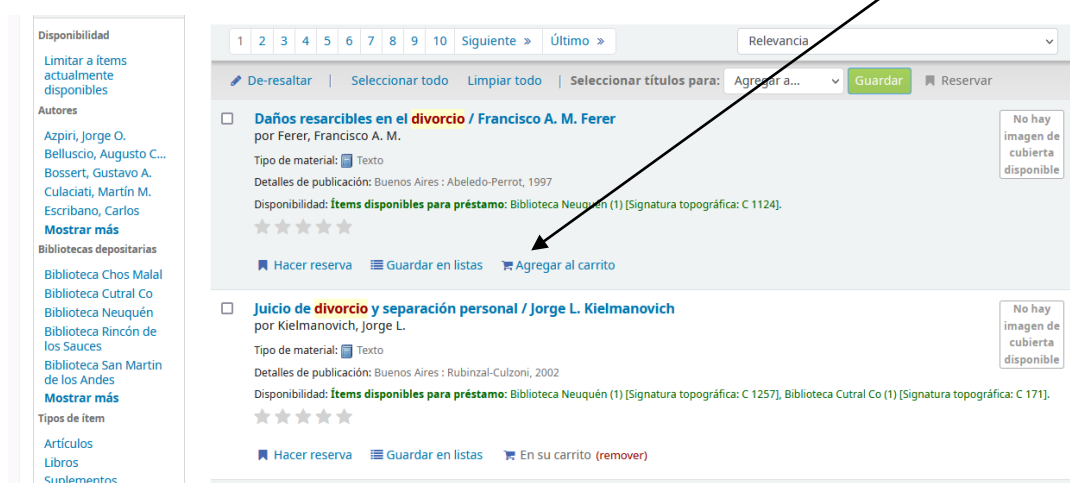 Disponibilidad
Limitar a ítems
actualmente
disponibles
Autores
Azpiri, Jorge O.
Belluscio, Augusto C...
Bossert, Gustavo A.
Culaciati, Martín M.
Escribano, Carlos
Mostrar más
Bibliotecas depositarias
Biblioteca Chos Malal
Biblioteca Cutral Co
Biblioteca Neuquén
Biblioteca Rincón de
los Sauces
Biblioteca San Martin
de los Andes
Mostrar más
Tipos de ítem
Artículos
Libros
Suplementos
1 2 3 4 5 6 7 8 9 10 Siguiente » Último » Relevancia
De-resaltar | Seleccionar todo Limpiar todo | Seleccionar títulos para: Agregar a... Guardar Reservar
Daños resarcibles en el divorcio / Francisco A. M. Ferer
por Ferer, Francisco A. M.
Tipo de material: Texto
Detalles de publicación: Buenos Aires : Abeledo-Perrot, 1997
Disponibilidad: Ítems disponibles para préstamo: Biblioteca Neuquén (1) [Signatura topográfica: C 1124].
Hacer reserva Guardar en listas Agregar al carrito
No hay
imagen de
cubierta
disponible
Juicio de divorcio y separación personal / Jorge L. Kielmanovich
por Kielmanovich, Jorge L.
Tipo de material: Texto
Detalles de publicación: Buenos Aires : Rubinzal-Culzoni, 2002
Disponibilidad: Ítems disponibles para préstamo: Biblioteca Neuquén (1) [Signatura topográfica: C 1257], Biblioteca Cutral Co (1) [Signatura topográfica: C 171].
Hacer reserva Guardar en listas En su carrito (remover)
No hay
imagen de
cubierta
disponible